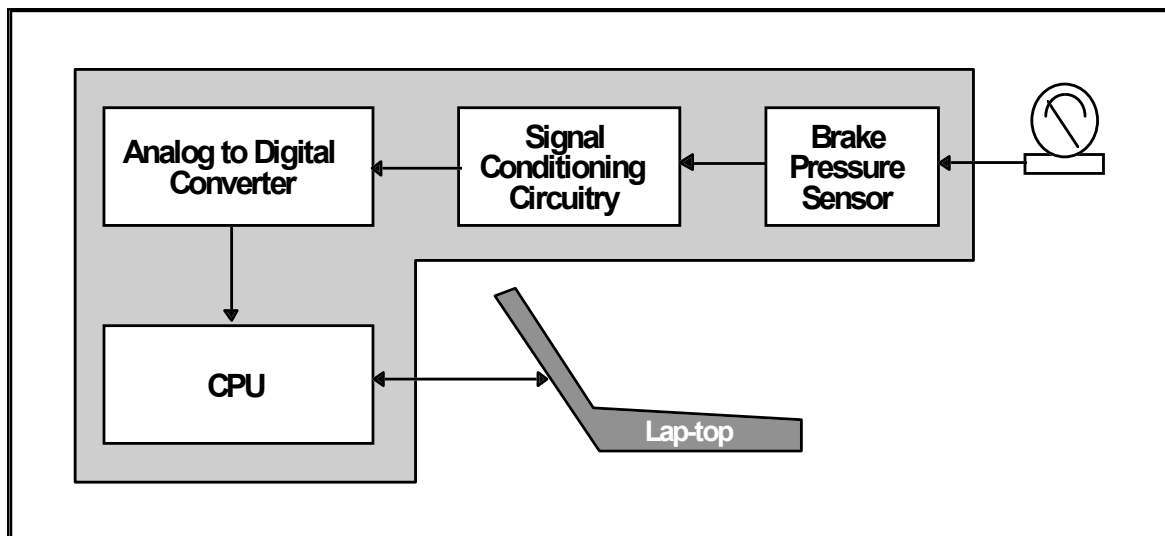 Analog to Digital
Converter
Signal
Conditioning
Circuitry
Brake
Pressure
Sensor
CPU
Lap-top